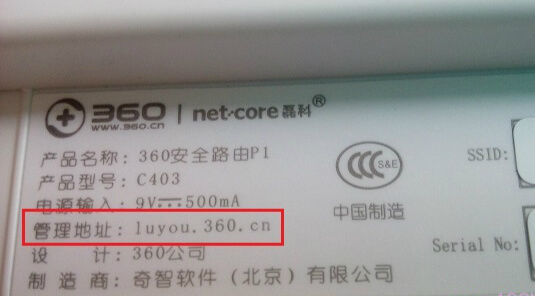 360 | net-core 磊科®
www.360.cn
产品名称: 360安全路由P1
产品型号: C403
电源输入: 9V⎓500mA
管理地址: luyou.360.cn
设 计: 360公司
制 造 商: 奇智软件（北京）有限公司
CCC S&E
中国制造
SSID:
Serial No: